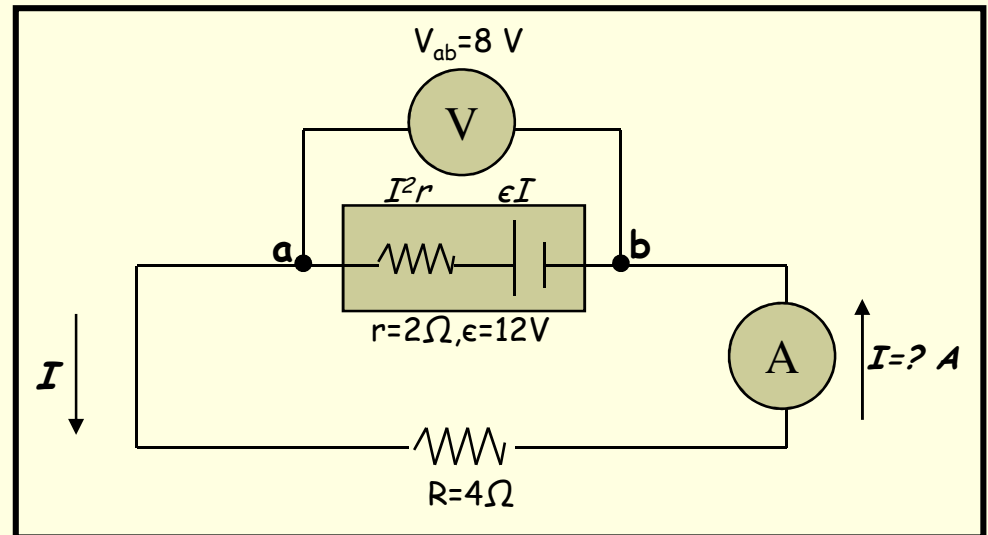 V_ab=8 V
V
I²r ϵI
a b
r=2Ω,ϵ=12V
I
A
I=? A
R=4Ω